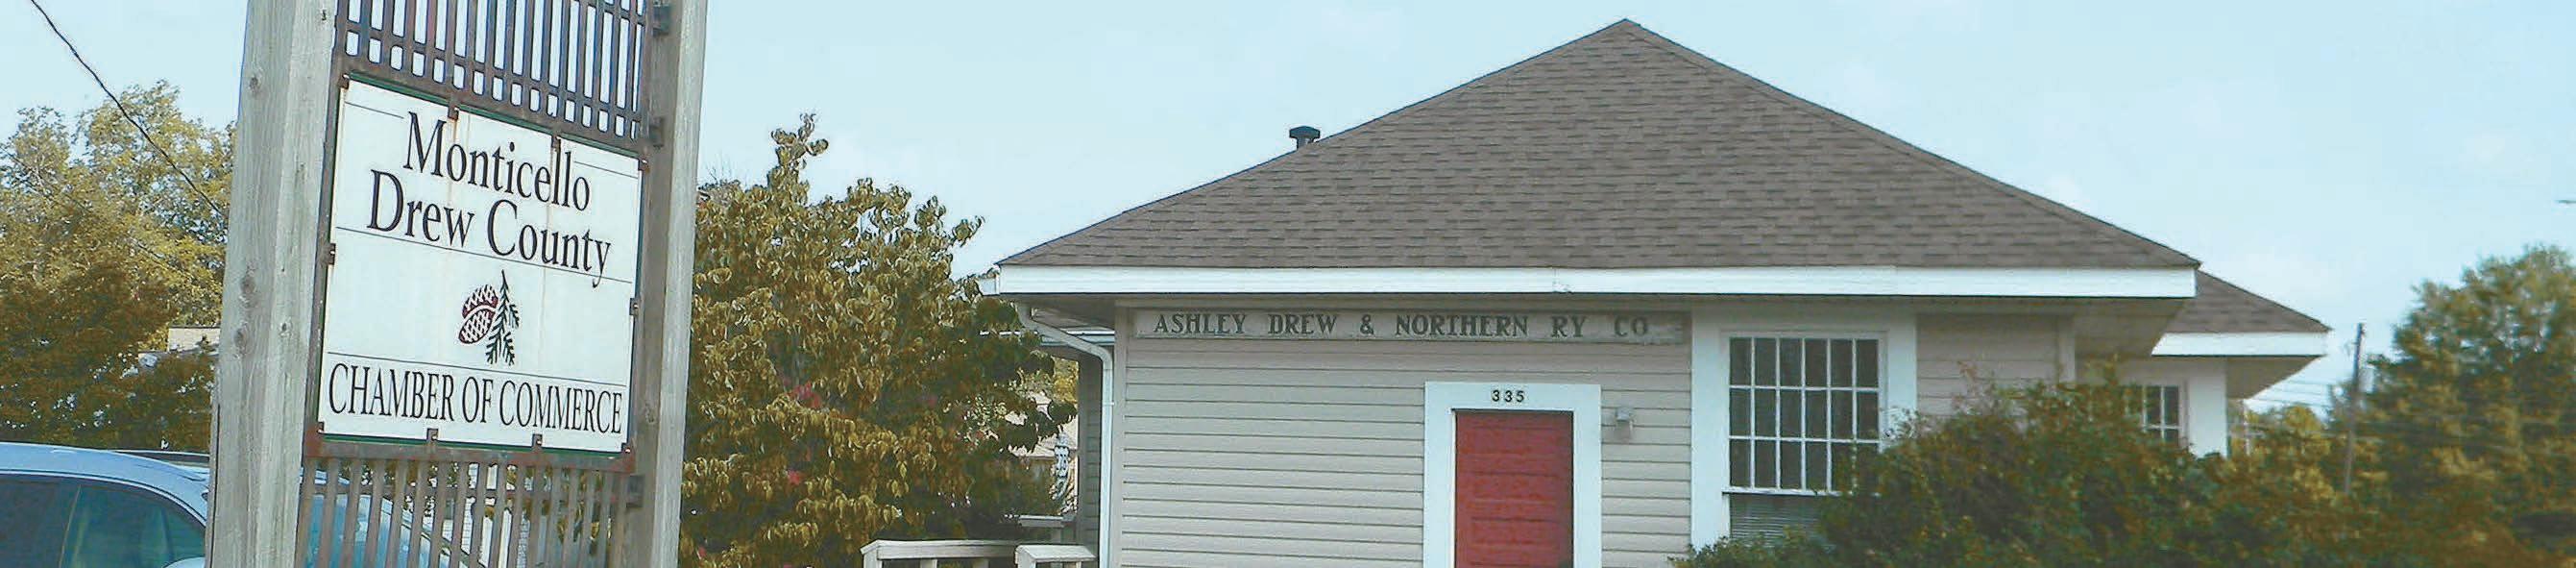 Monticello
Drew County
CHAMBER OF COMMERCE
ASHLEY DREW & NORTHERN RY CO
335